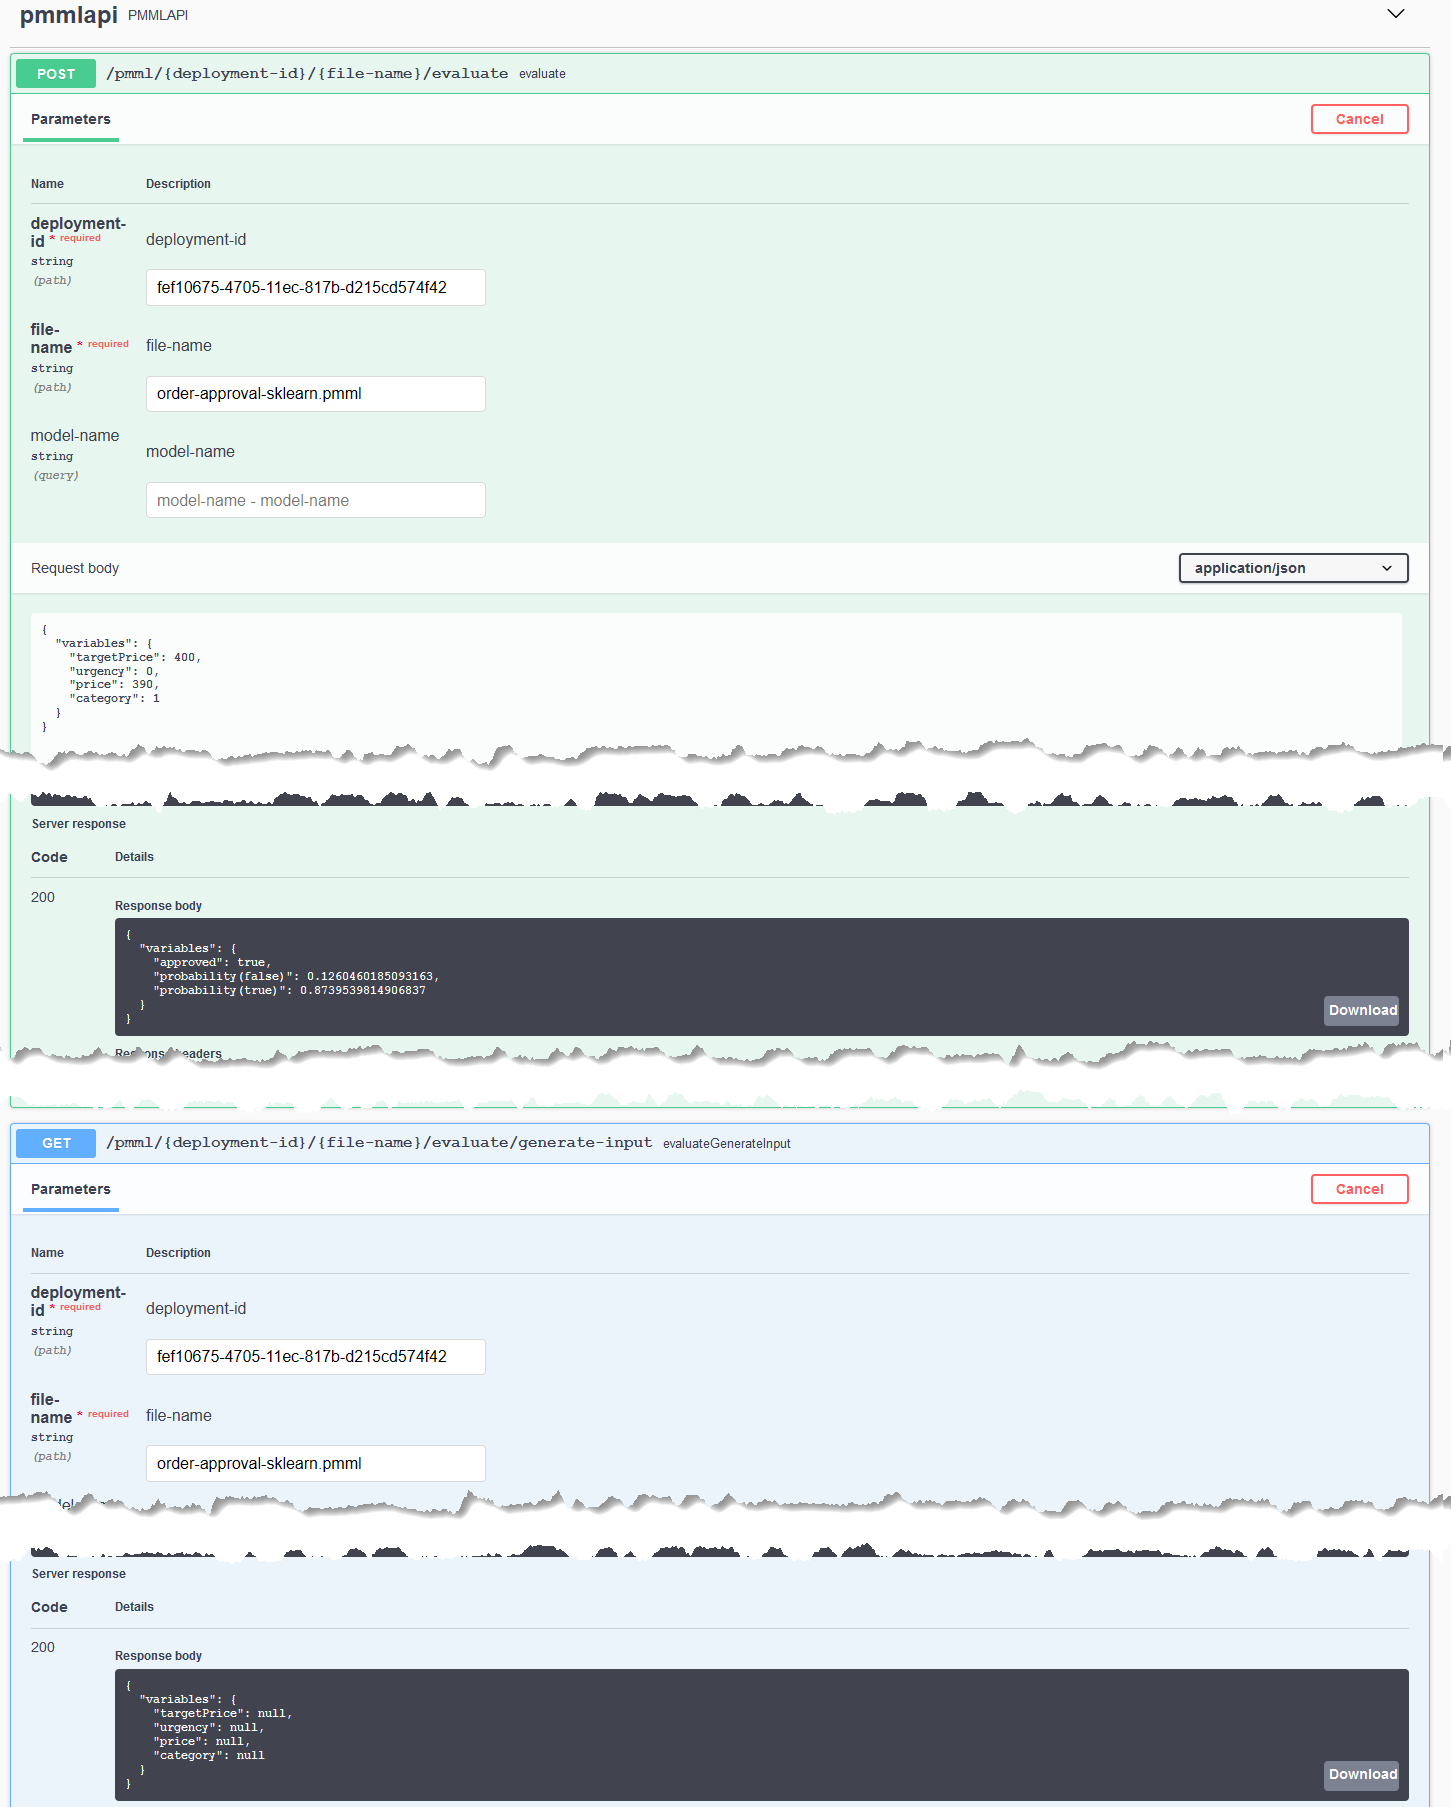 pmmlapi PMMLAPI
POST /pmml/{deployment-id}/{file-name}/evaluate evaluate
Parameters Cancel
Name Description
deployment-
id * required
string
(path)
deployment-id
fef10675-4705-11ec-817b-d215cd574f42
file-
name * required
string
(path)
file-name
order-approval-sklearn.pmml
model-name
string
(query)
model-name
model-name - model-name
Request body application/json
{
"variables": {
"targetPrice": 400,
"urgency": 0,
"price": 390,
"category": 1
}
}
Server response
Code Details
200
Response body
{
"variables": {
"approved": true,
"probability(false)": 0.1260460185093163,
"probability(true)": 0.8739539814906837
}
}
Download
Response headers
GET /pmml/{deployment-id}/{file-name}/evaluate/generate-input evaluateGenerateInput
Parameters Cancel
Name Description
deployment-
id * required
string
(path)
deployment-id
fef10675-4705-11ec-817b-d215cd574f42
file-
name * required
string
(path)
file-name
order-approval-sklearn.pmml
Server response
Code Details
200
Response body
{
"variables": {
"targetPrice": null,
"urgency": null,
"price": null,
"category": null
}
}
Download